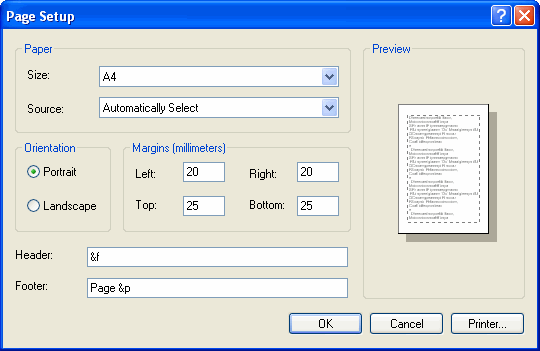 Page Setup
Paper
Preview
Size: A4
Source: Automatically Select
Orientation
Margins (millimeters)
Portrait
Left: 20 Right: 20
Landscape
Top: 25 Bottom: 25
Header: &f
Footer: Page &p
OK Cancel Printer...